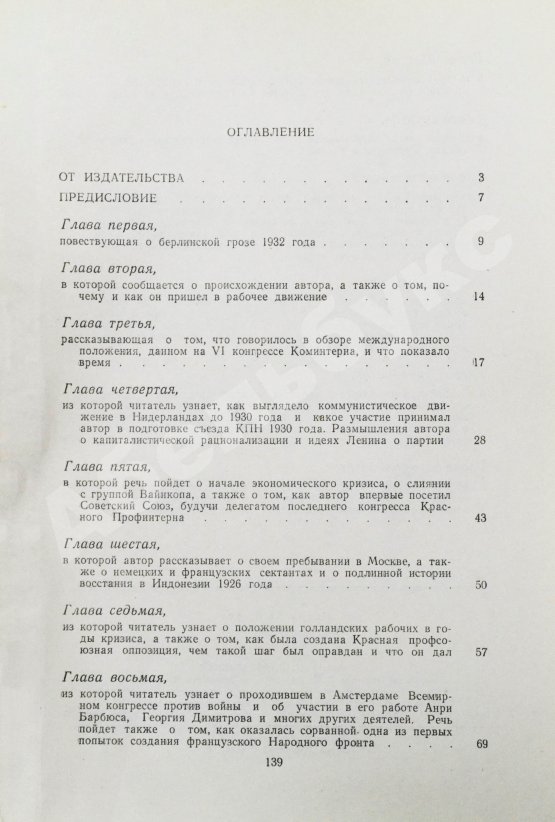 ОГЛАВЛЕНИЕ
ОТ ИЗДАТЕЛЬСТВА . . . . . . . . . . . . . 3
ПРЕДИСЛОВИЕ . . . . . . . . . . . . . . 7
Глава первая,
повествующая о берлинской грозе 1932 года . . . . . . . 9
Глава вторая,
в которой сообщается о происхождении автора, а также о том, по-
чему и как он пришел в рабочее движение . . . . . . 14
Глава третья,
рассказывающая о том, что говорилось в обзоре международного
положения, данном на VI конгрессе Коминтерна, и что показало
время . . . . . . . . . . . . . . . . . 17
Глава четвертая,
из которой читатель узнает, как выглядело коммунистическое дви-
жение в Нидерландах до 1930 года и какое участие принимал
автор в подготовке съезда КПН 1930 года. Размышления автора
о капиталистической рационализации и идеях Ленина о партии 28
Глава пятая,
в которой речь пойдет о начале экономического кризиса, о слиянии
с группой Вайнкопа, а также о том, как автор впервые посетил
Советский Союз, будучи делегатом последнего конгресса Крас-
ного Профинтерна . . . . . . . . . . . . . 43
Глава шестая,
в которой автор рассказывает о своем пребывании в Москве, а так-
же о немецких и французских сектантах и о подлинной истории
восстания в Индонезии 1926 года . . . . . . . . . 50
Глава седьмая,
из которой читатель узнает о положении голландских рабочих в го-
ды кризиса, а также о том, как была создана Красная профсо-
юзная оппозиция, чем такой шаг был оправдан и что он дал 57
Глава восьмая,
из которой читатель узнает о проходившем в Амстердаме Всемир-
ном конгрессе против войны и об участии в его работе Анри
Барбюса, Георгия Димитрова и многих других деятелей. Речь
пойдет также о том, как оказалась сорванной одна из первых
попыток создания французского Народного фронта . . . . 69
139